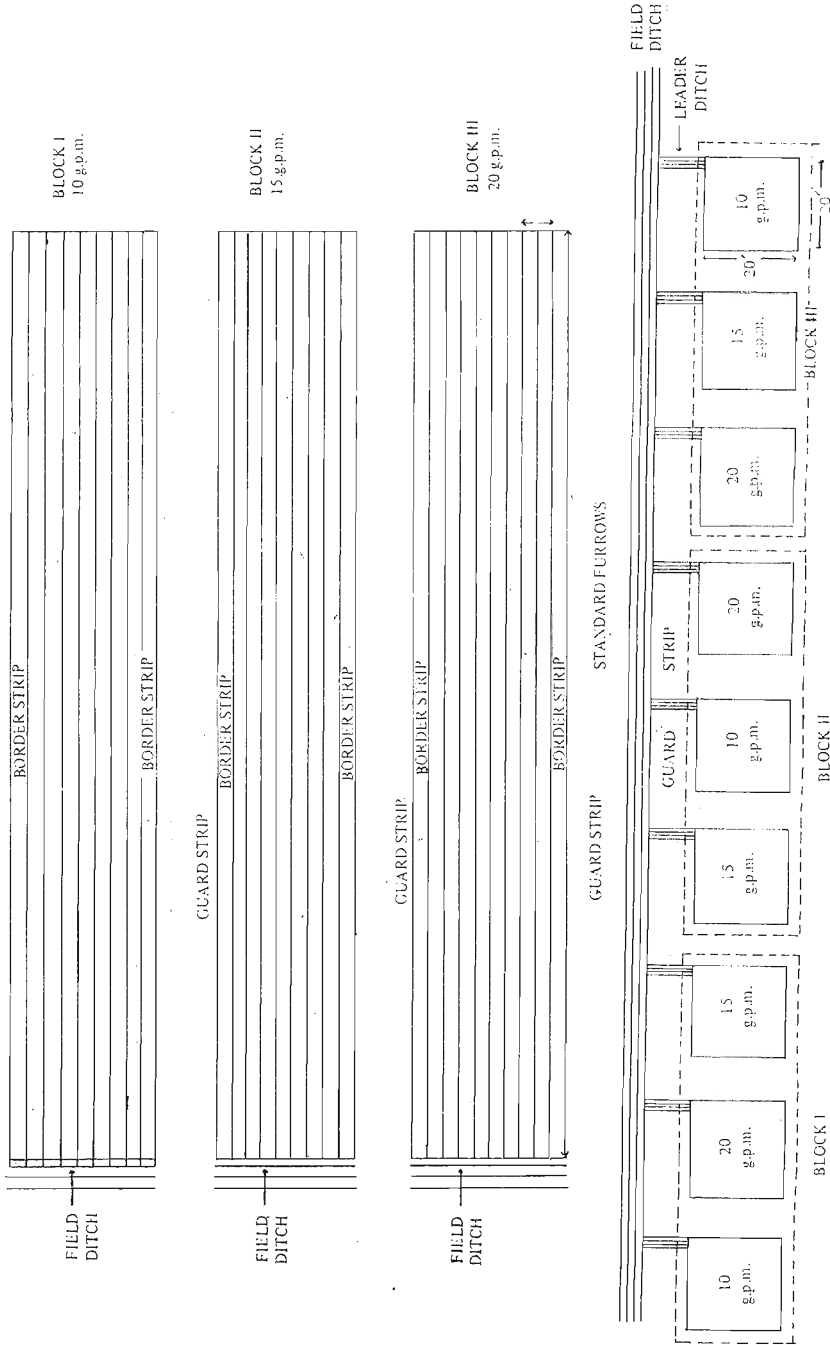 BLOCK I
10 g.p.m.
BORDER STRIP
BORDER STRIP
FIELD
DITCH
GUARD STRIP
BLOCK II
15 g.p.m.
BORDER STRIP
BORDER STRIP
FIELD
DITCH
GUARD STRIP
BLOCK III
20 g.p.m.
BORDER STRIP
BORDER STRIP
FIELD
DITCH
GUARD STRIP
STANDARD FURROWS
FIELD
DITCH
LEADER
DITCH
GUARD
STRIP
10
g.p.m.
20
g.p.m.
15
g.p.m.
15
g.p.m.
10
g.p.m.
20
g.p.m.
20
g.p.m.
15
g.p.m.
10
g.p.m.
20′
20′
BLOCK I
BLOCK II
BLOCK III